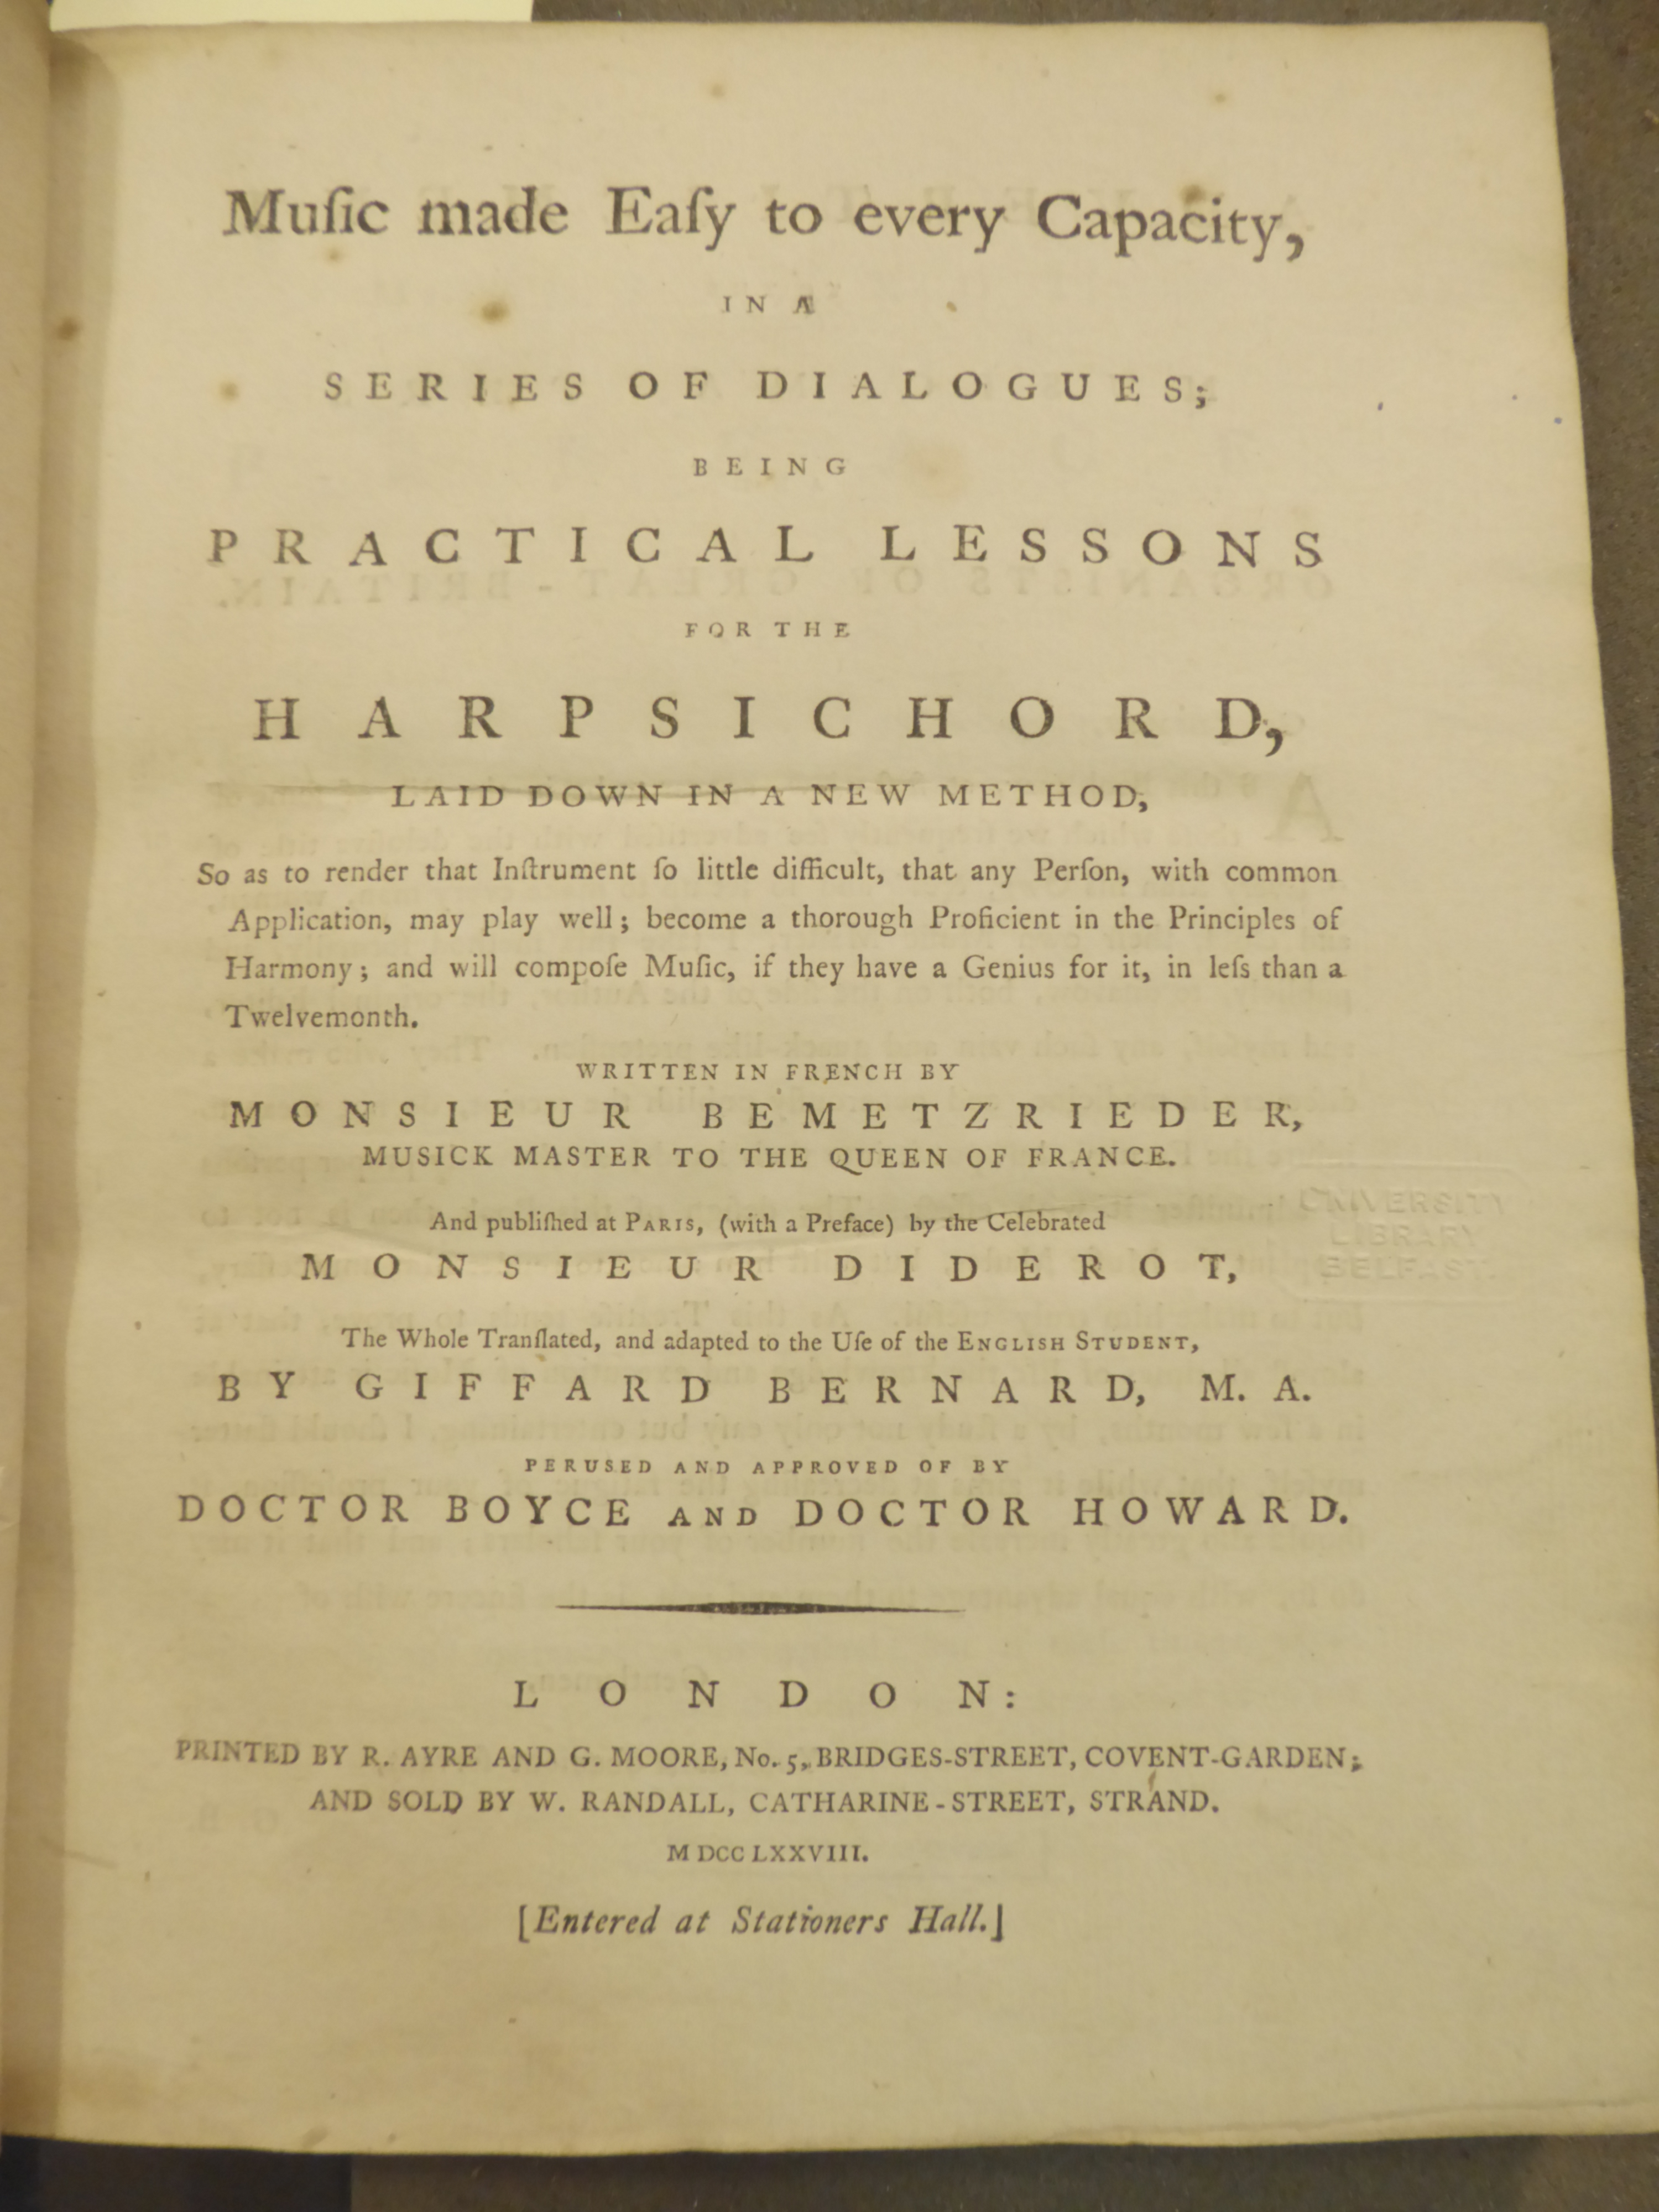 Muſic made Eaſy to every Capacity,
IN A
SERIES OF DIALOGUES;
BEING
PRACTICAL LESSONS
FOR THE
HARPSICHORD,
LAID DOWN IN A NEW METHOD,
So as to render that Inſtrument ſo little difficult, that any Perſon, with common
Application, may play well; become a thorough Proficient in the Principles of
Harmony; and will compoſe Muſic, if they have a Genius for it, in leſs than a
Twelvemonth.
WRITTEN IN FRENCH BY
MONSIEUR BEMETZRIEDER,
MUSICK MASTER TO THE QUEEN OF FRANCE.
And publiſhed at PARIS, (with a Preface) by the Celebrated
MONSIEUR DIDEROT,
UNIVERSITY
LIBRARY
BELFAST.
The Whole Tranſlated, and adapted to the Uſe of the ENGLISH STUDENT,
BY GIFFARD BERNARD, M. A.
PERUSED AND APPROVED OF BY
DOCTOR BOYCE AND DOCTOR HOWARD.
LONDON:
PRINTED BY R. AYRE AND G. MOORE, No. 5, BRIDGES-STREET, COVENT-GARDEN;
AND SOLD BY W. RANDALL, CATHARINE-STREET, STRAND.
M DCC LXXVIII.
[Entered at Stationers Hall.]